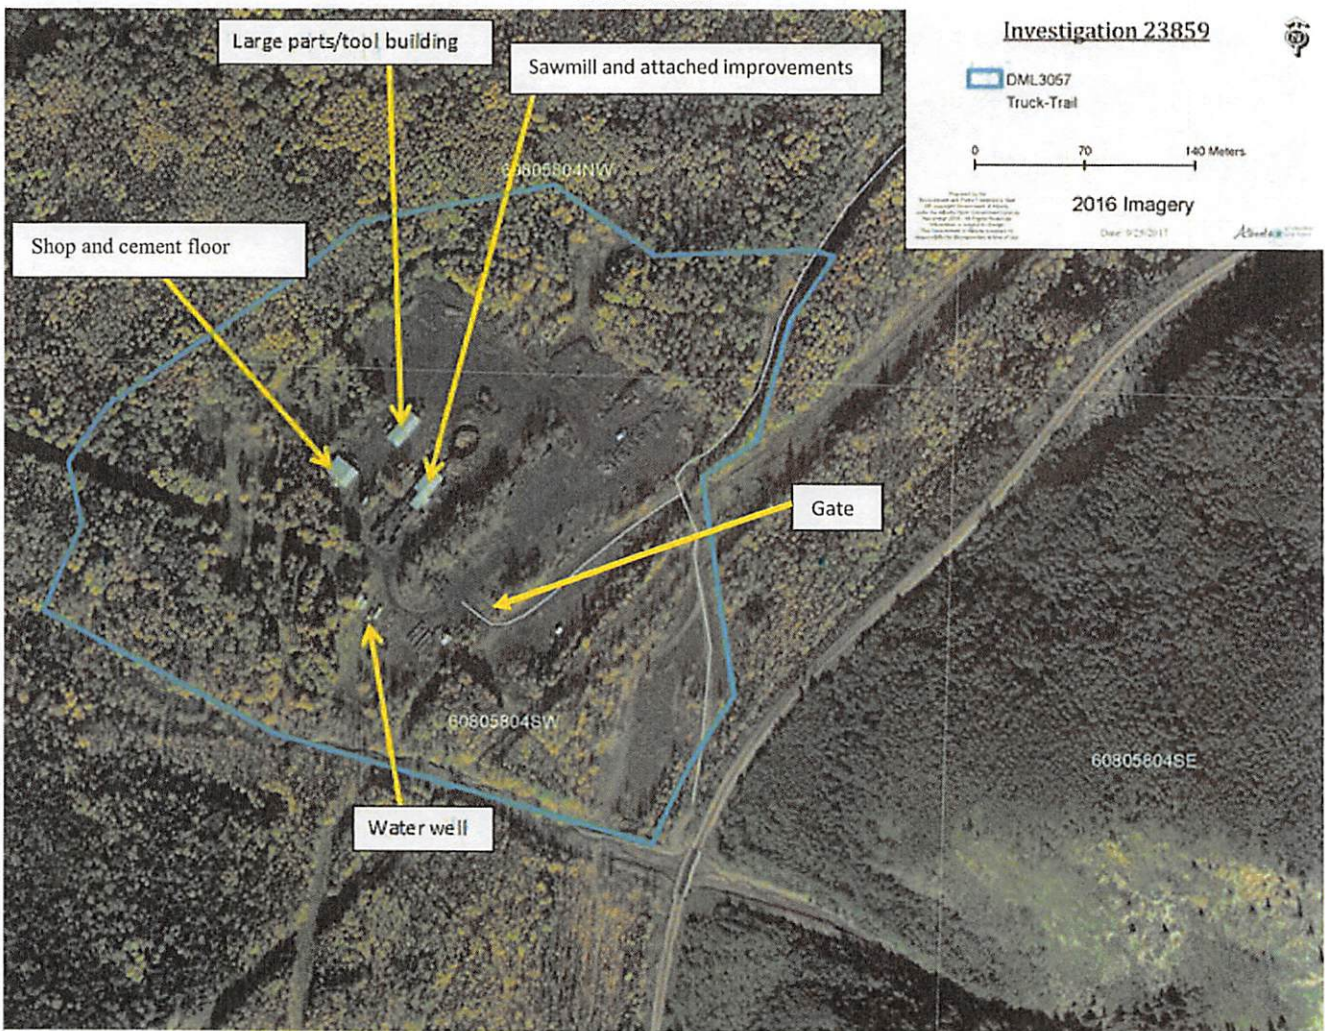 Large parts/tool building
Sawmill and attached improvements
Investigation 23859
DML3057
Truck-Trail
0 70 140 Meters
2016 Imagery
60805804NW
Shop and cement floor
Gate
60805804SW
60805804SE
Water well